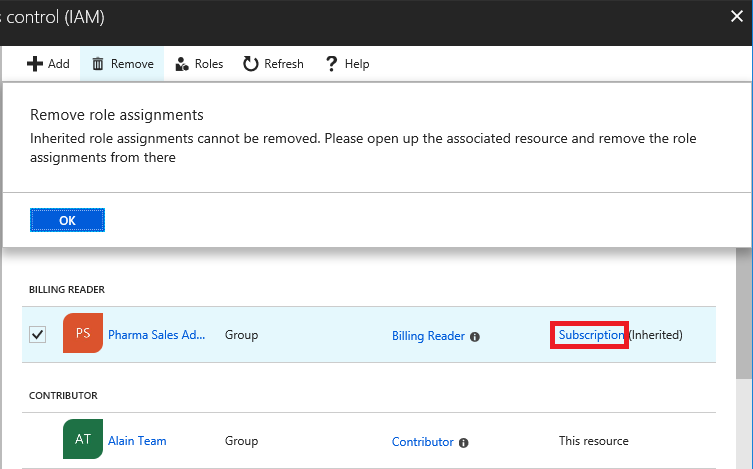 s control (IAM)
Add Remove Roles Refresh Help
Remove role assignments
Inherited role assignments cannot be removed. Please open up the associated resource and remove the role
assignments from there
OK
BILLING READER
PS Pharma Sales Ad... Group Billing Reader Subscription (Inherited)
CONTRIBUTOR
AT Alain Team Group Contributor This resource